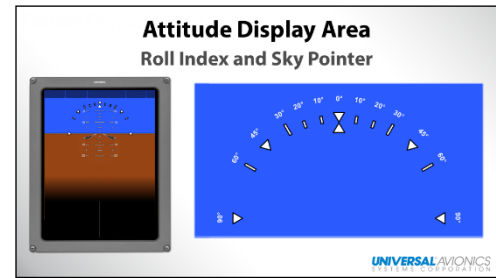 Attitude Display Area
Roll Index and Sky Pointer
0°
10° 10°
20° 20°
30° 30°
45° 45°
60° 60°
90° 90°
UNIVERSAL AVIONICS
SYSTEMS CORPORATION